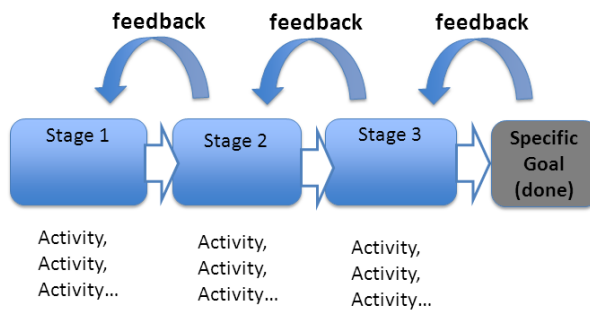 feedback
feedback
feedback
Stage 1
Stage 2
Stage 3
Specific
Goal
(done)
Activity,
Activity,
Activity...
Activity,
Activity,
Activity...
Activity,
Activity,
Activity...